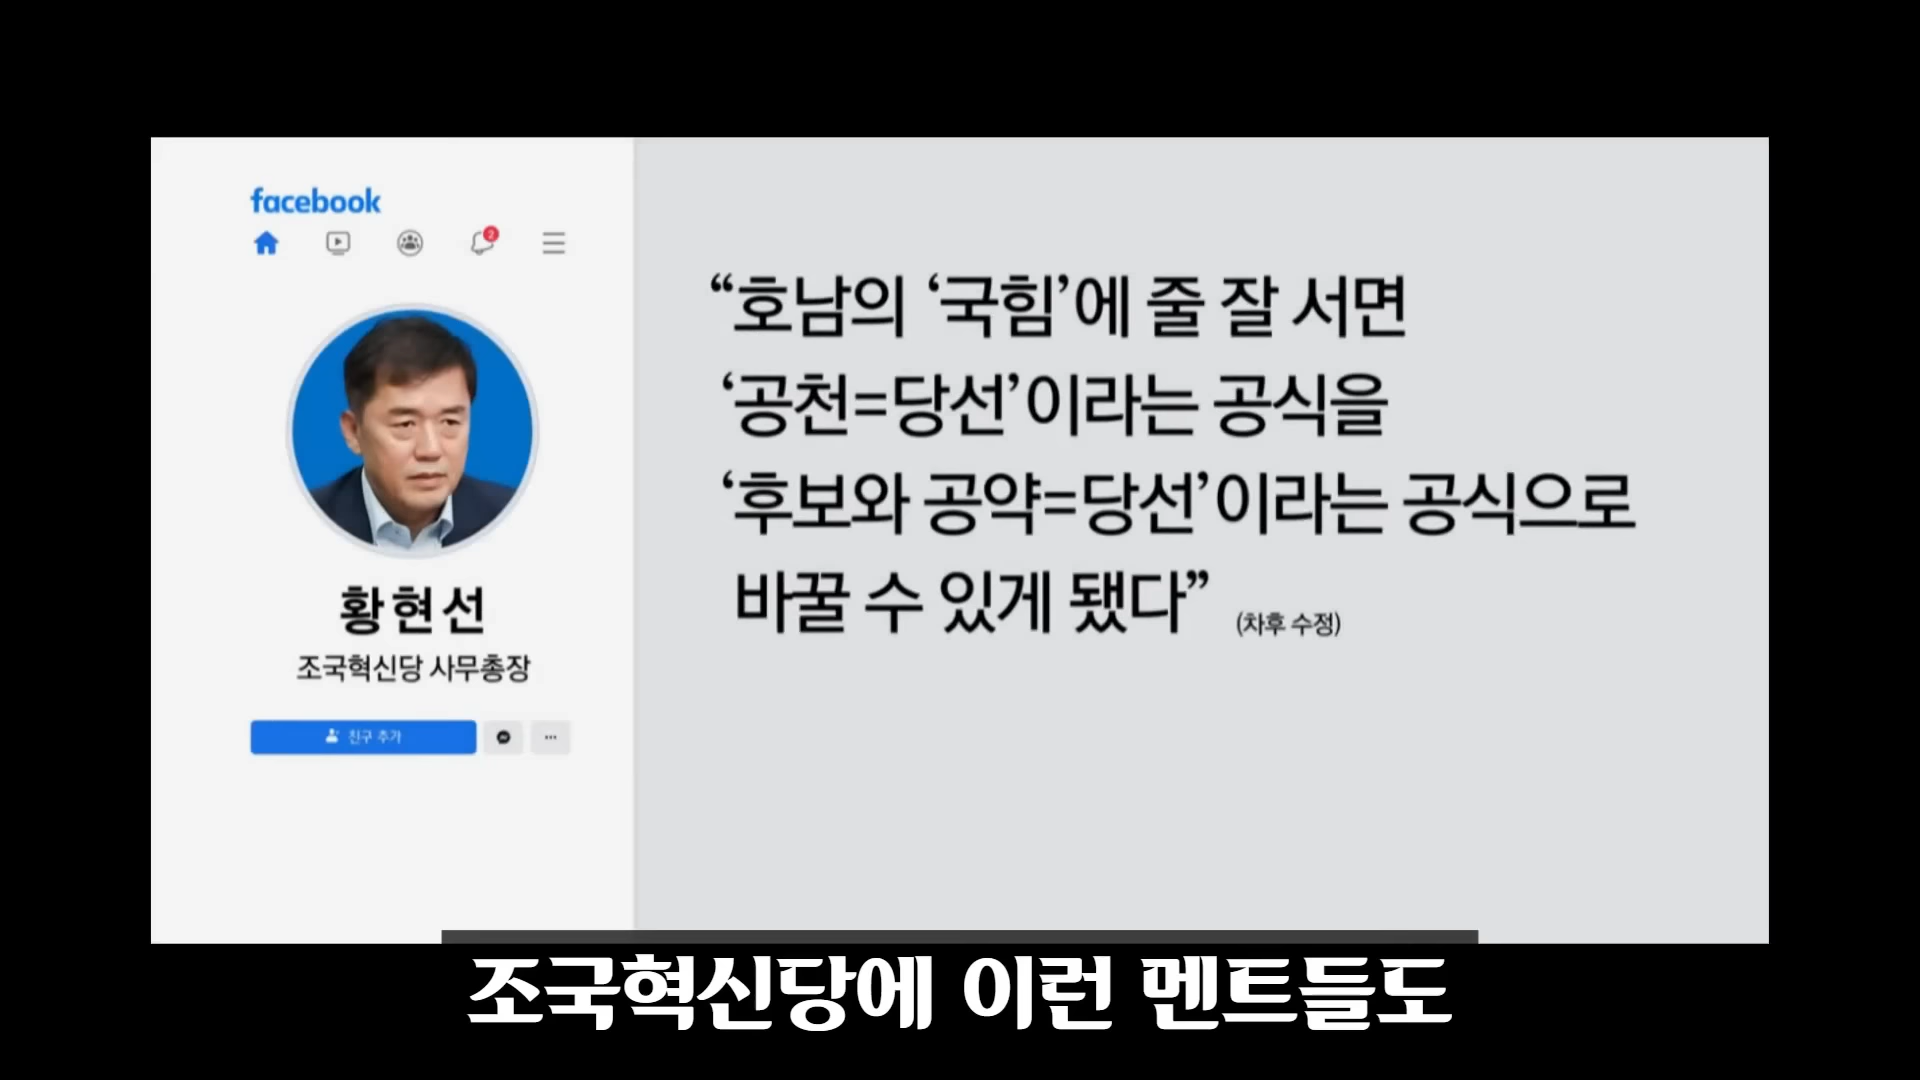 facebook
2
황현선
조국혁신당 사무총장
친구 추가
“호남의 ‘국힘’에 줄 잘 서면
‘공천=당선’이라는 공식을
‘후보와 공약=당선’이라는 공식으로
바꿀 수 있게 됐다” (차후 수정)
조국혁신당에 이런 멘트들도